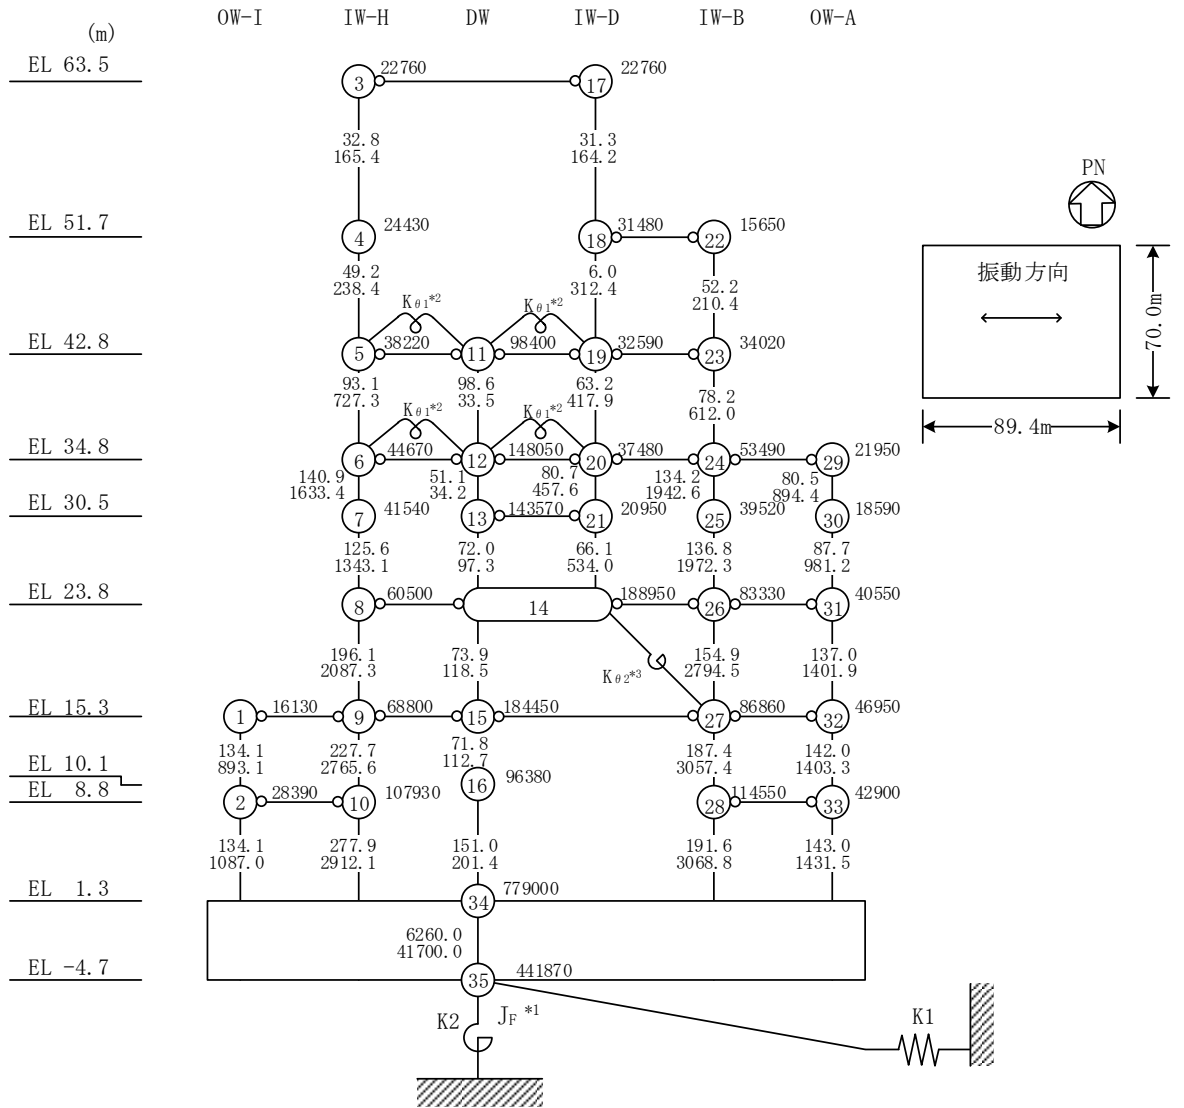 OW-I IW-H DW IW-D IW-B OW-A
(m)
EL 63.5 3 22760 17 22760
32.8 31.3
165.4 164.2
PN
EL 51.7 4 24430 18 31480 22 15650
49.2 6.0 52.2
238.4 312.4 210.4
振動方向
Kθ1*2 Kθ1*2
EL 42.8 5 38220 11 98400 19 32590 23 34020
70.0m
93.1 98.6 63.2 78.2
727.3 33.5 417.9 612.0
89.4m
Kθ1*2 Kθ1*2
EL 34.8 6 44670 12 148050 20 37480 24 53490 29 21950
140.9 51.1 80.7 134.2 80.5
1633.4 34.2 457.6 1942.6 894.4
EL 30.5 7 41540 13 143570 21 20950 25 39520 30 18590
125.6 72.0 66.1 136.8 87.7
1343.1 97.3 534.0 1972.3 981.2
EL 23.8 8 60500 14 188950 26 83330 31 40550
196.1 73.9 154.9 137.0
2087.3 118.5 2794.5 1401.9
Kθ2*3
EL 15.3 1 16130 9 68800 15 184450 27 86860 32 46950
134.1 227.7 71.8 187.4 142.0
893.1 2765.6 112.7 3057.4 1403.3
EL 10.1 16 96380
EL 8.8 2 28390 10 107930 28 114550 33 42900
134.1 277.9 151.0 191.6 143.0
1087.0 2912.1 201.4 3068.8 1431.5
EL 1.3 34 779000
6260.0
41700.0
EL -4.7 35 441870
K2 JF *1 K1